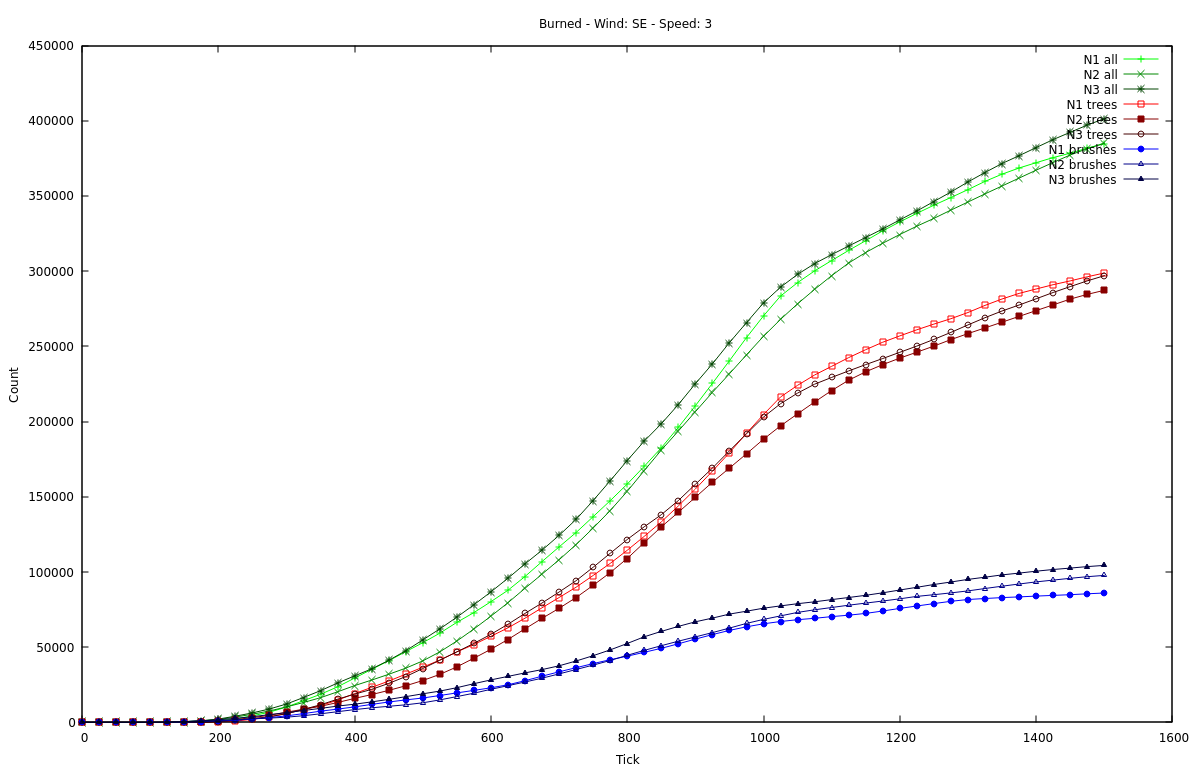 Burned - Wind: SE - Speed: 3
450000
400000
350000
300000
250000
200000
150000
100000
50000
0
Count
N1 all
N2 all
N3 all
N1 trees
N2 trees
N3 trees
N1 brushes
N2 brushes
N3 brushes
0 200 400 600 800 1000 1200 1400 1600
Tick